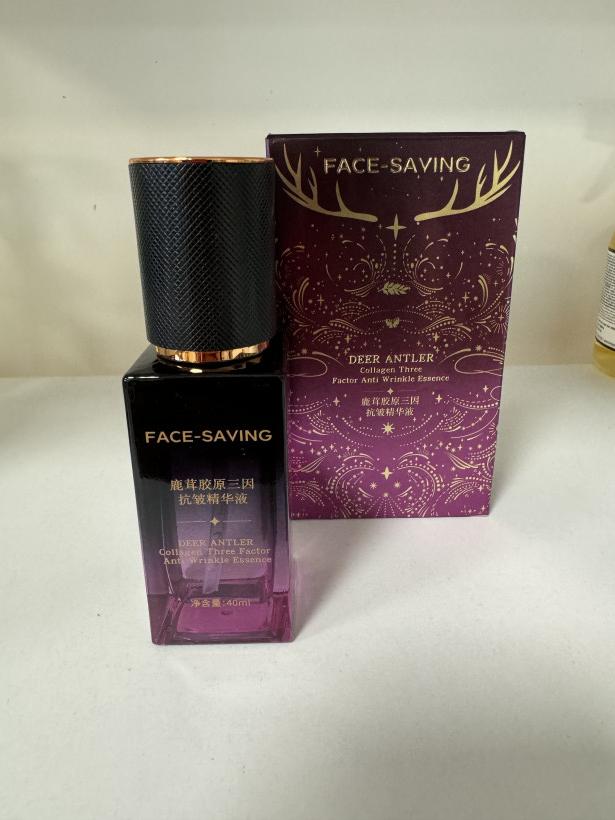 FACE-SAVING
鹿茸胶原三因
抗皱精华液
DEER ANTLER
Collagen Three Factor
Anti Wrinkle Essence
净含量:40ml
FACE-SAVING
DEER ANTLER
Collagen Three
Factor Anti Wrinkle Essence
鹿茸胶原三因
抗皱精华液